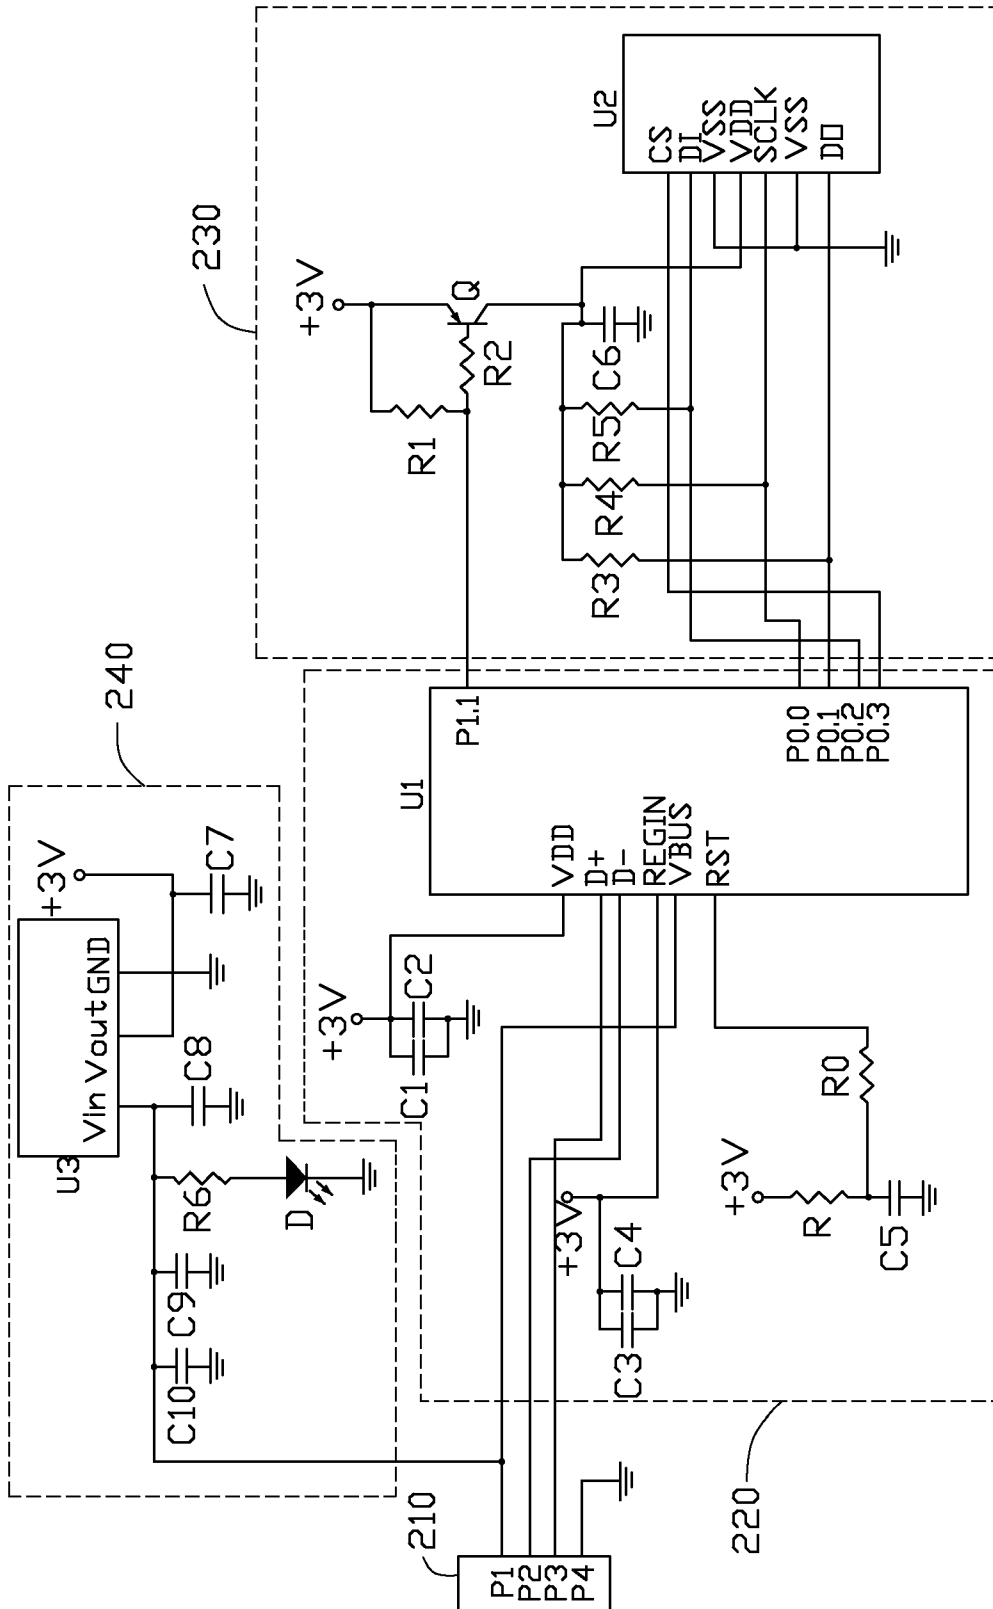 230
+3V
Q
R2
R1
C6
R5
R4
R3
U2
CS
DI
VSS
VDD
SCLK
VSS
DO
240
+3V
C7
U3
Vin
Vout
GND
C8
R6
D
C9
C10
U1
P1.1
P0.0
P0.1
P0.2
P0.3
VDD
D+
D-
REGIN
VBUS
RST
+3V
C2
C1
+3V
C4
C3
R0
+3V
R
C5
220
210
P1
P2
P3
P4